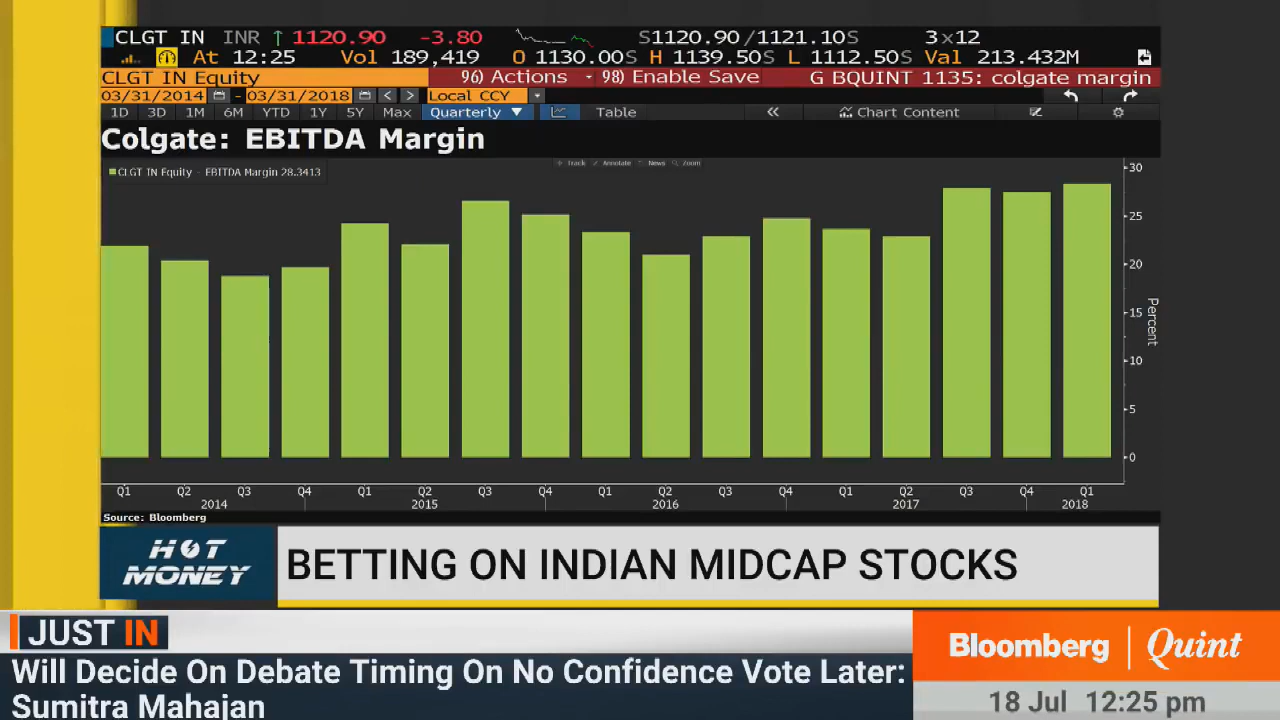 CLGT IN INR ↑ 1120.90 -3.80 S1120.90/1121.10S 3×12
At 12:25 Vol 189,419 O 1130.00S H 1139.50S L 1112.50S Val 213.432M
CLGT IN Equity 96) Actions 98) Enable Save G BQUINT 1135: colgate margin
03/31/2014 - 03/31/2018 < > Local CCY
1D 3D 1M 6M YTD 1Y 5Y Max Quarterly ▼ Table « Chart Content
Colgate: EBITDA Margin
+ Track Annotate News Zoom
CLGT IN Equity - EBITDA Margin 28.3413
30
25
20
15
10
5
0
Percent
Q1 Q2 Q3 Q4 Q1 Q2 Q3 Q4 Q1 Q2 Q3 Q4 Q1 Q2 Q3 Q4 Q1
2014 2015 2016 2017 2018
Source: Bloomberg
HOT MONEY
BETTING ON INDIAN MIDCAP STOCKS
JUST IN
Will Decide On Debate Timing On No Confidence Vote Later:
Sumitra Mahajan
Bloomberg | Quint
18 Jul 12:25 pm